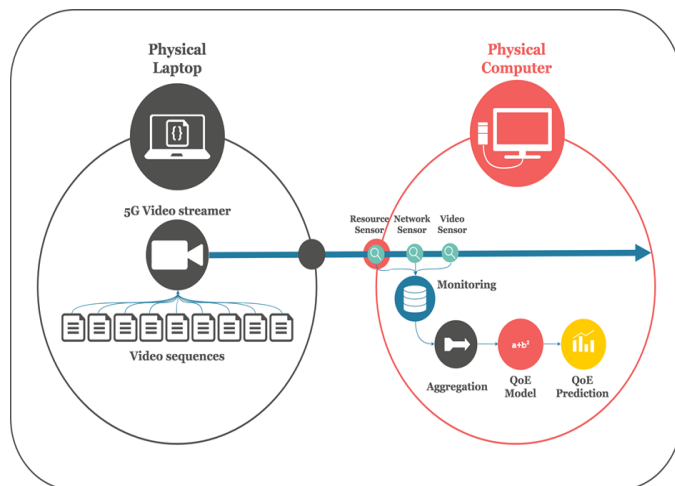 Physical
Laptop
Physical
Computer
{}
5G Video streamer
Resource
Sensor
Network
Sensor
Video
Sensor
Monitoring
Video sequences
a+b²
Aggregation
QoE
Model
QoE
Prediction